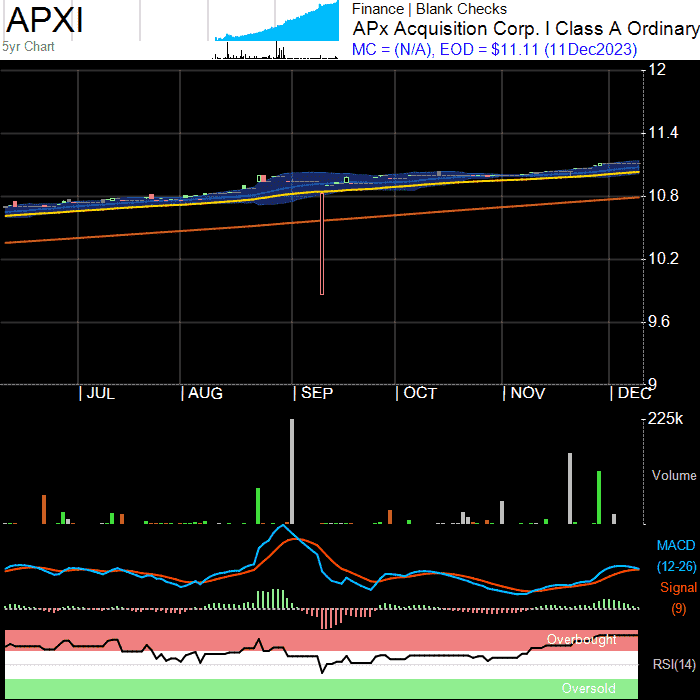 APXI
5yr Chart
Finance | Blank Checks
APx Acquisition Corp. I Class A Ordinary
MC = (N/A), EOD = $11.11 (11Dec2023)
12
11.4
10.8
10.2
9.6
9
JUL AUG SEP OCT NOV DEC
225k
Volume
MACD
(12-26)
Signal
(9)
Overbought
RSI(14)
Oversold